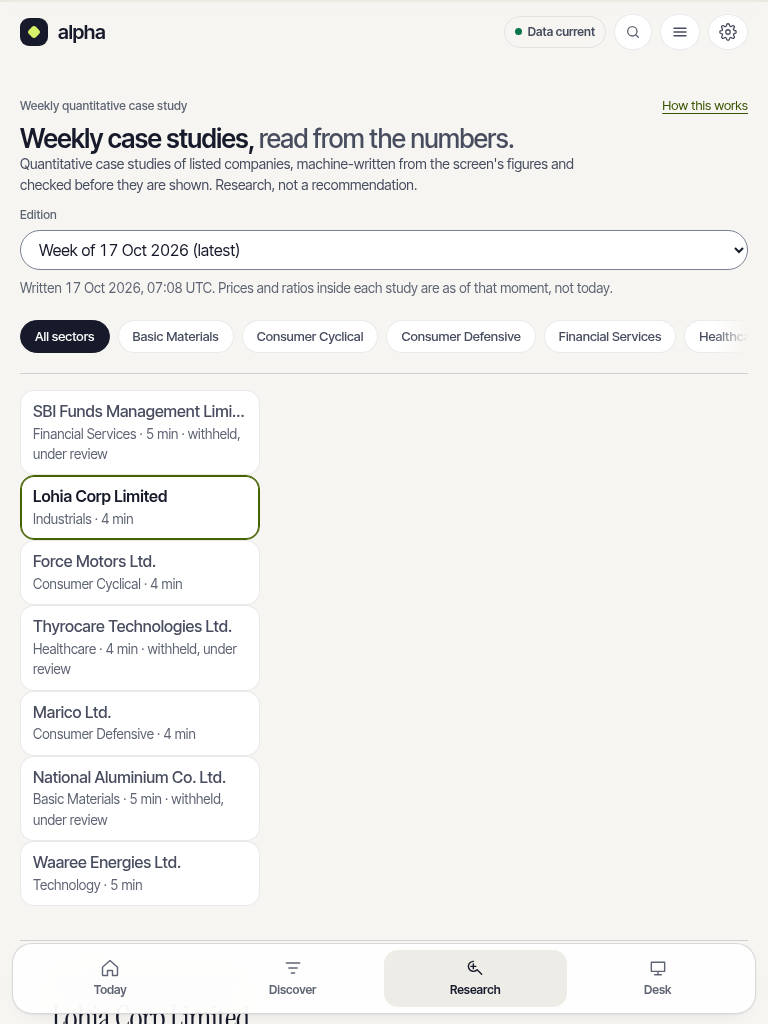 alpha
Data current
Weekly quantitative case study
How this works
Weekly case studies, read from the numbers.
Quantitative case studies of listed companies, machine-written from the screen's figures and
checked before they are shown. Research, not a recommendation.
Edition
Week of 17 Oct 2026 (latest)
Written 17 Oct 2026, 07:08 UTC. Prices and ratios inside each study are as of that moment, not today.
All sectors
Basic Materials
Consumer Cyclical
Consumer Defensive
Financial Services
SBI Funds Management Limi...
Financial Services · 5 min · withheld,
under review
Lohia Corp Limited
Industrials · 4 min
Force Motors Ltd.
Consumer Cyclical · 4 min
Thyrocare Technologies Ltd.
Healthcare · 4 min · withheld, under
review
Marico Ltd.
Consumer Defensive · 4 min
National Aluminium Co. Ltd.
Basic Materials · 5 min · withheld,
under review
Waaree Energies Ltd.
Technology · 5 min
Today
Discover
Research
Desk
Lohia Corp Limited